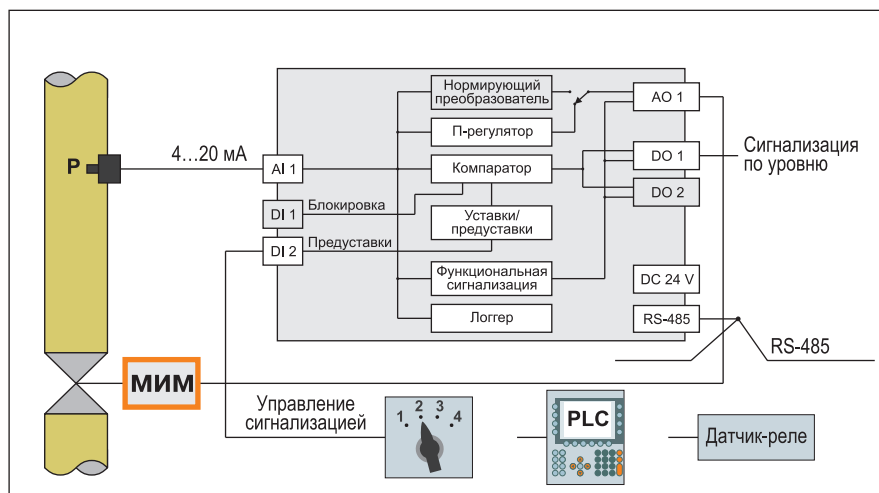 Нормирующий
преобразователь
AO 1
П-регулятор
Сигнализация
по уровню
P
4...20 мА
AI 1
Компаратор
DO 1
DO 2
DI 1
Блокировка
Уставки/
предуставки
DI 2
Предуставки
Функциональная
сигнализация
DC 24 V
Логгер
RS-485
RS-485
МИМ
Управление
сигнализацией
1 2 3 4
PLC
Датчик-реле